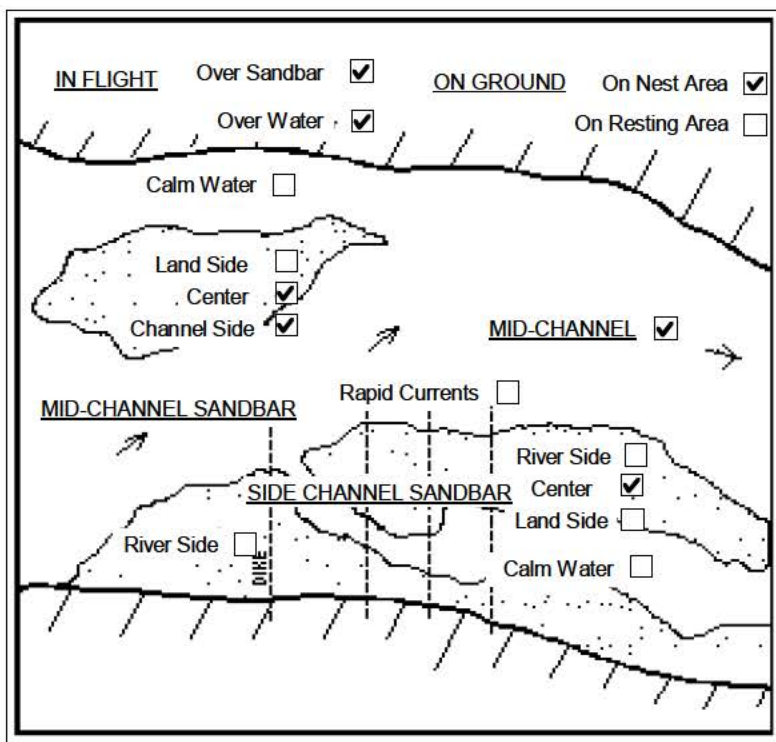 IN FLIGHT Over Sandbar ON GROUND On Nest Area
Over Water On Resting Area
Calm Water
Land Side
Center
Channel Side MID-CHANNEL
Rapid Currents
MID-CHANNEL SANDBAR
River Side
SIDE CHANNEL SANDBAR Center
Land Side
River Side
DIKE
Calm Water